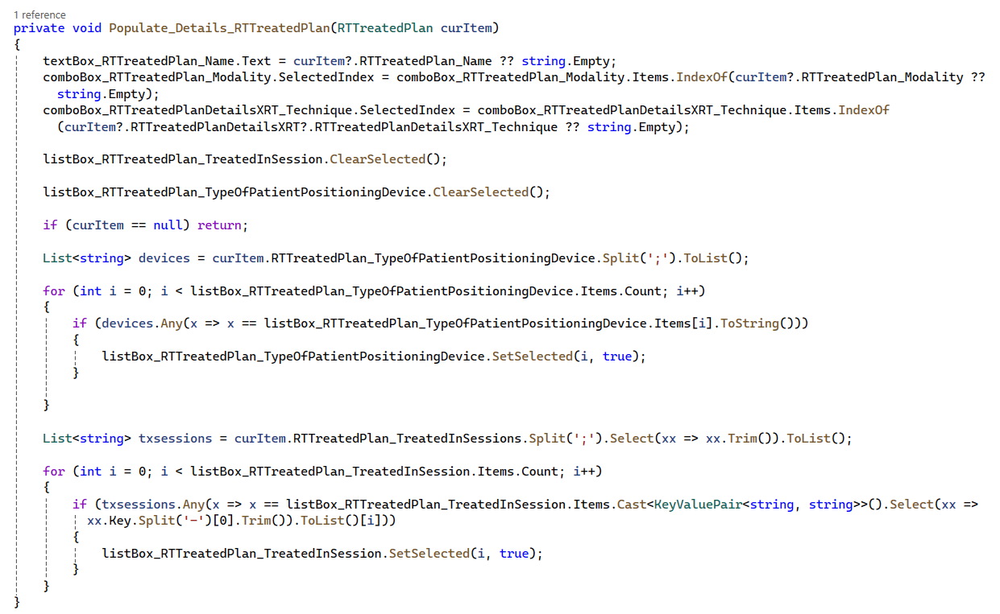 1 reference
private void Populate_Details_RTTreatedPlan(RTTreatedPlan curItem)
{
textBox_RTTreatedPlan_Name.Text = curItem?.RTTreatedPlan_Name ?? string.Empty;
comboBox_RTTreatedPlan_Modality.SelectedIndex = comboBox_RTTreatedPlan_Modality.Items.IndexOf(curItem?.RTTreatedPlan_Modality ??
string.Empty);
comboBox_RTTreatedPlanDetailsXRT_Technique.SelectedIndex = comboBox_RTTreatedPlanDetailsXRT_Technique.Items.IndexOf
(curItem?.RTTreatedPlanDetailsXRT?.RTTreatedPlanDetailsXRT_Technique ?? string.Empty);
listBox_RTTreatedPlan_TreatedInSession.ClearSelected();
listBox_RTTreatedPlan_TypeOfPatientPositioningDevice.ClearSelected();
if (curItem == null) return;
List<string> devices = curItem.RTTreatedPlan_TypeOfPatientPositioningDevice.Split(';').ToList();
for (int i = 0; i < listBox_RTTreatedPlan_TypeOfPatientPositioningDevice.Items.Count; i++)
{
if (devices.Any(x => x == listBox_RTTreatedPlan_TypeOfPatientPositioningDevice.Items[i].ToString()))
{
listBox_RTTreatedPlan_TypeOfPatientPositioningDevice.SetSelected(i, true);
}
}
List<string> txsessions = curItem.RTTreatedPlan_TreatedInSessions.Split(';').Select(xx => xx.Trim()).ToList();
for (int i = 0; i < listBox_RTTreatedPlan_TreatedInSession.Items.Count; i++)
{
if (txsessions.Any(x => x == listBox_RTTreatedPlan_TreatedInSession.Items.Cast<KeyValuePair<string, string>>().Select(xx =>
xx.Key.Split('-')[0].Trim()).ToList()[i]))
{
listBox_RTTreatedPlan_TreatedInSession.SetSelected(i, true);
}
}
}